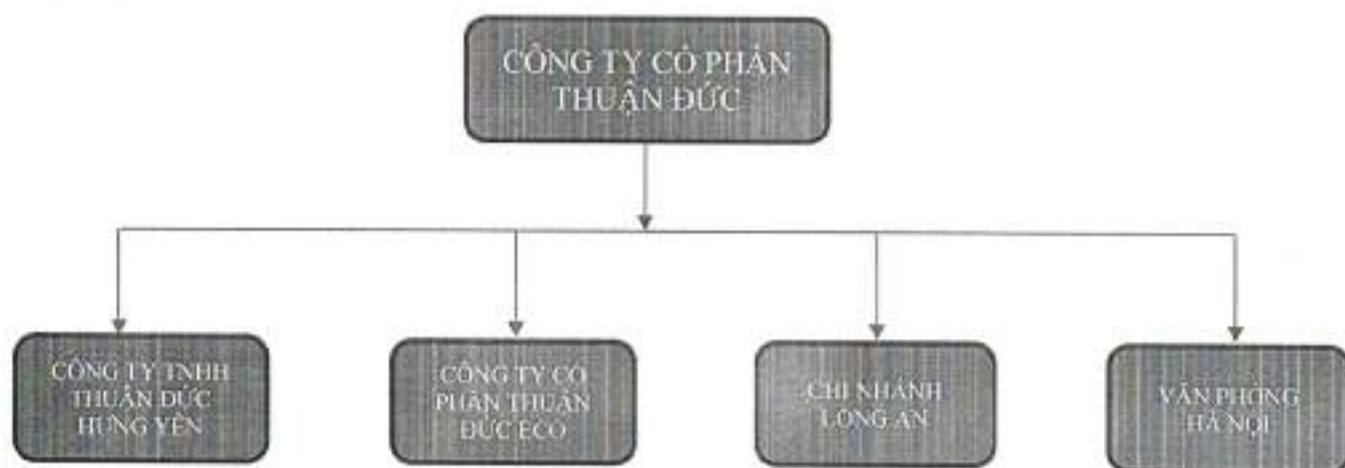 CÔNG TY CỔ PHẦN
THUẬN ĐỨC
CÔNG TY TNHH
THUẬN ĐỨC
HƯNG YÊN
CÔNG TY CỔ
PHẦN THUẬN
ĐỨC ECO
CHI NHÁNH
LONG AN
VĂN PHÒNG
HÀ NỘI